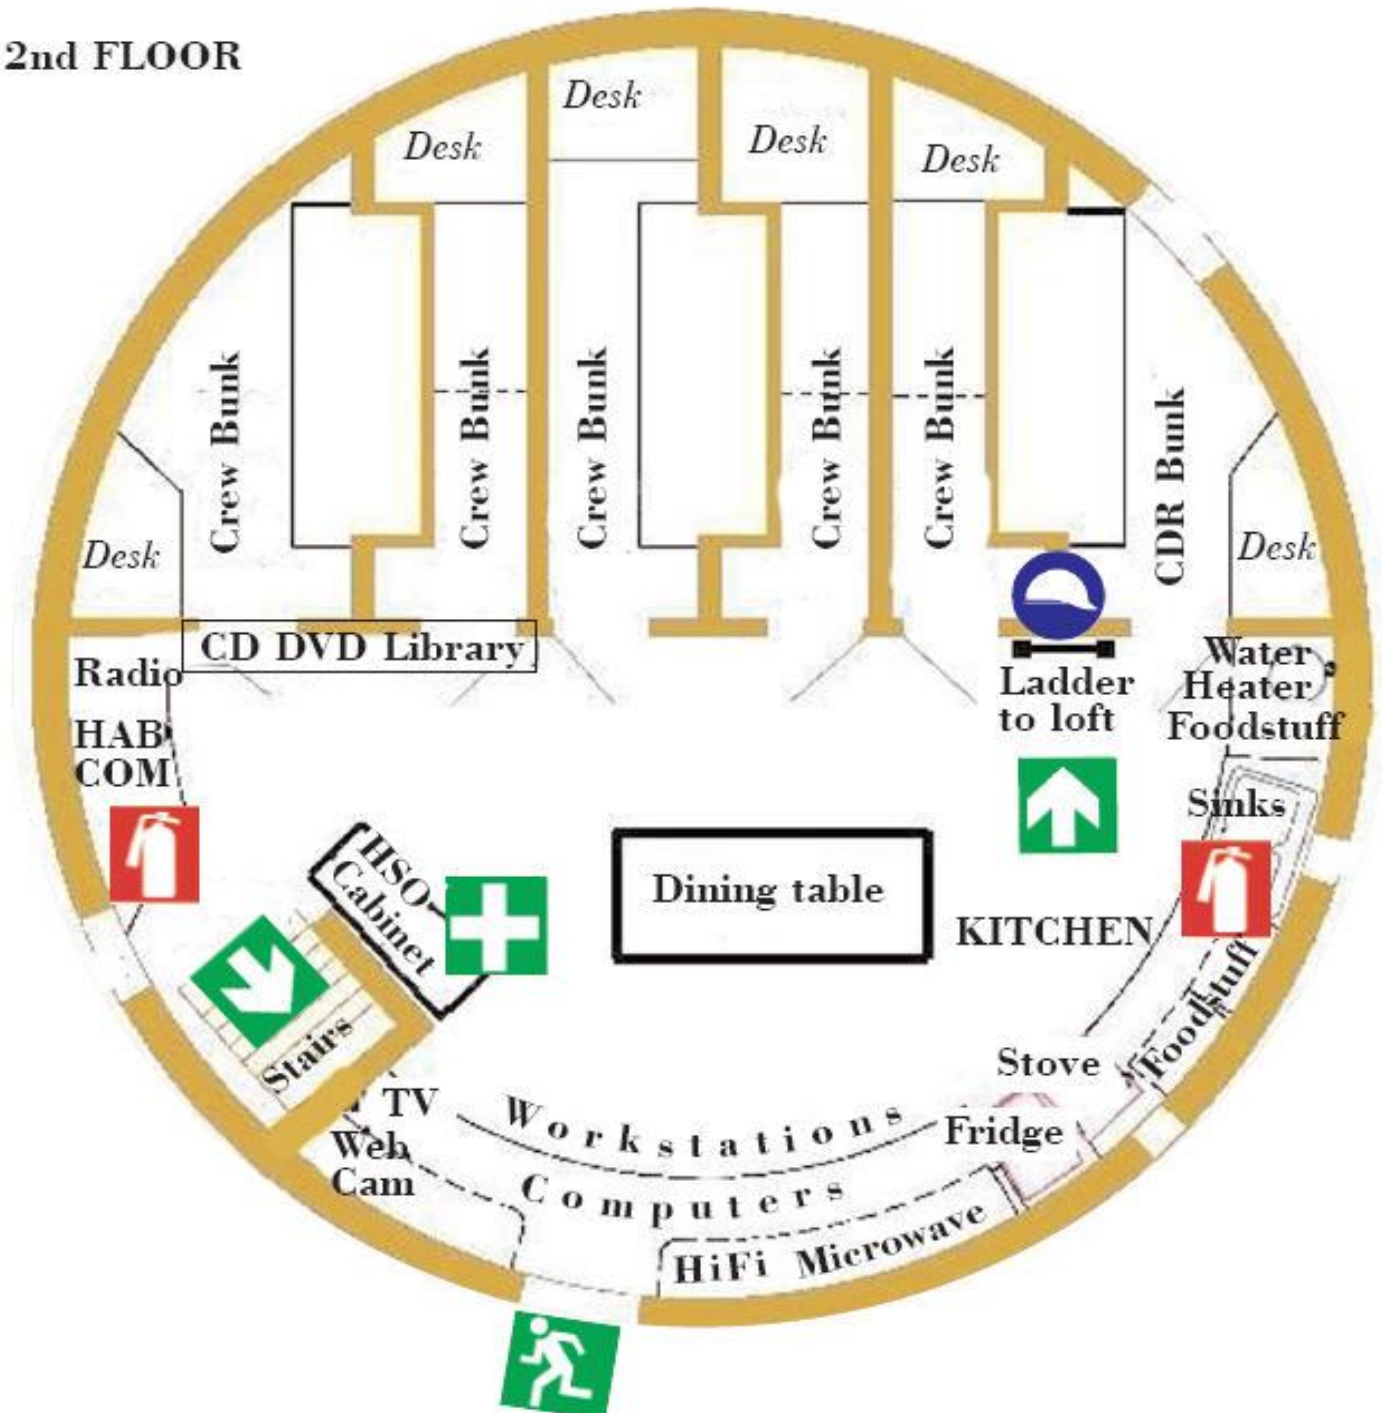 2nd FLOOR
Desk
Desk
Desk
Desk
Crew Bunk
Crew Bunk
Crew Bunk
Crew Bunk
Crew Bunk
CDR Bunk
Desk
Desk
CD DVD Library
Radio
HAB
COM
Ladder
to loft
Water
Heater
Foodstuff
Sinks
HSO
Cabinet
Dining table
KITCHEN
Foodstuff
Stairs
Stove
TV
Workstations
Fridge
Web
Cam
Computers
HiFi Microwave